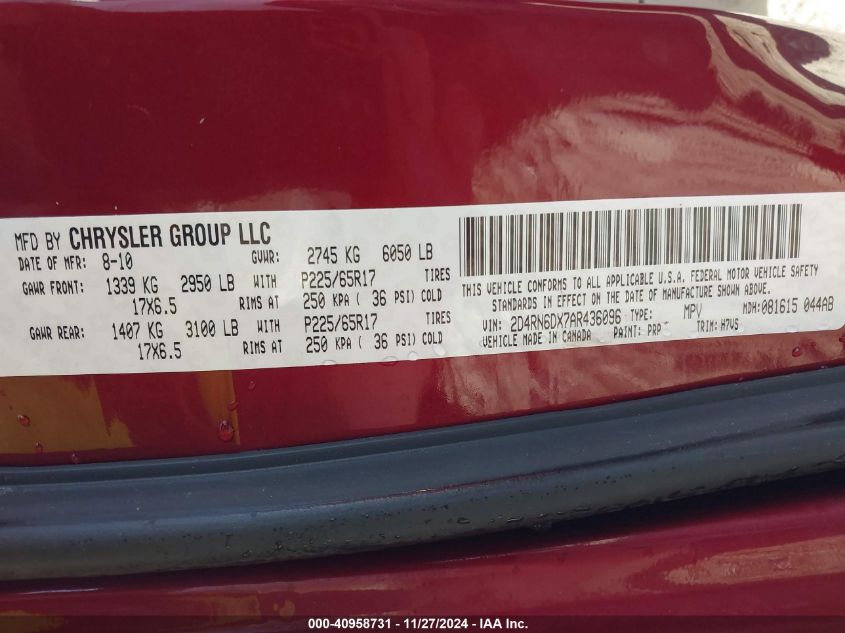 MFD BY CHRYSLER GROUP LLC
DATE OF MFR: 8-10 GVWR: 2745 KG 6050 LB
GAWR FRONT: 1339 KG 2950 LB WITH P225/65R17 TIRES
17X6.5 RIMS AT 250 KPA ( 36 PSI) COLD
GAWR REAR: 1407 KG 3100 LB WITH P225/65R17 TIRES
17X6.5 RIMS AT 250 KPA ( 36 PSI) COLD
THIS VEHICLE CONFORMS TO ALL APPLICABLE U.S.A. FEDERAL MOTOR VEHICLE SAFETY
STANDARDS IN EFFECT ON THE DATE OF MANUFACTURE SHOWN ABOVE.
VIN: 2D4RN6DX7AR436096 TYPE: MPV MDH: 081615 044AB
MADE IN CANADA PAINT: PRP TRIM: H7VS
000-40958731 - 11/27/2024 - IAA Inc.